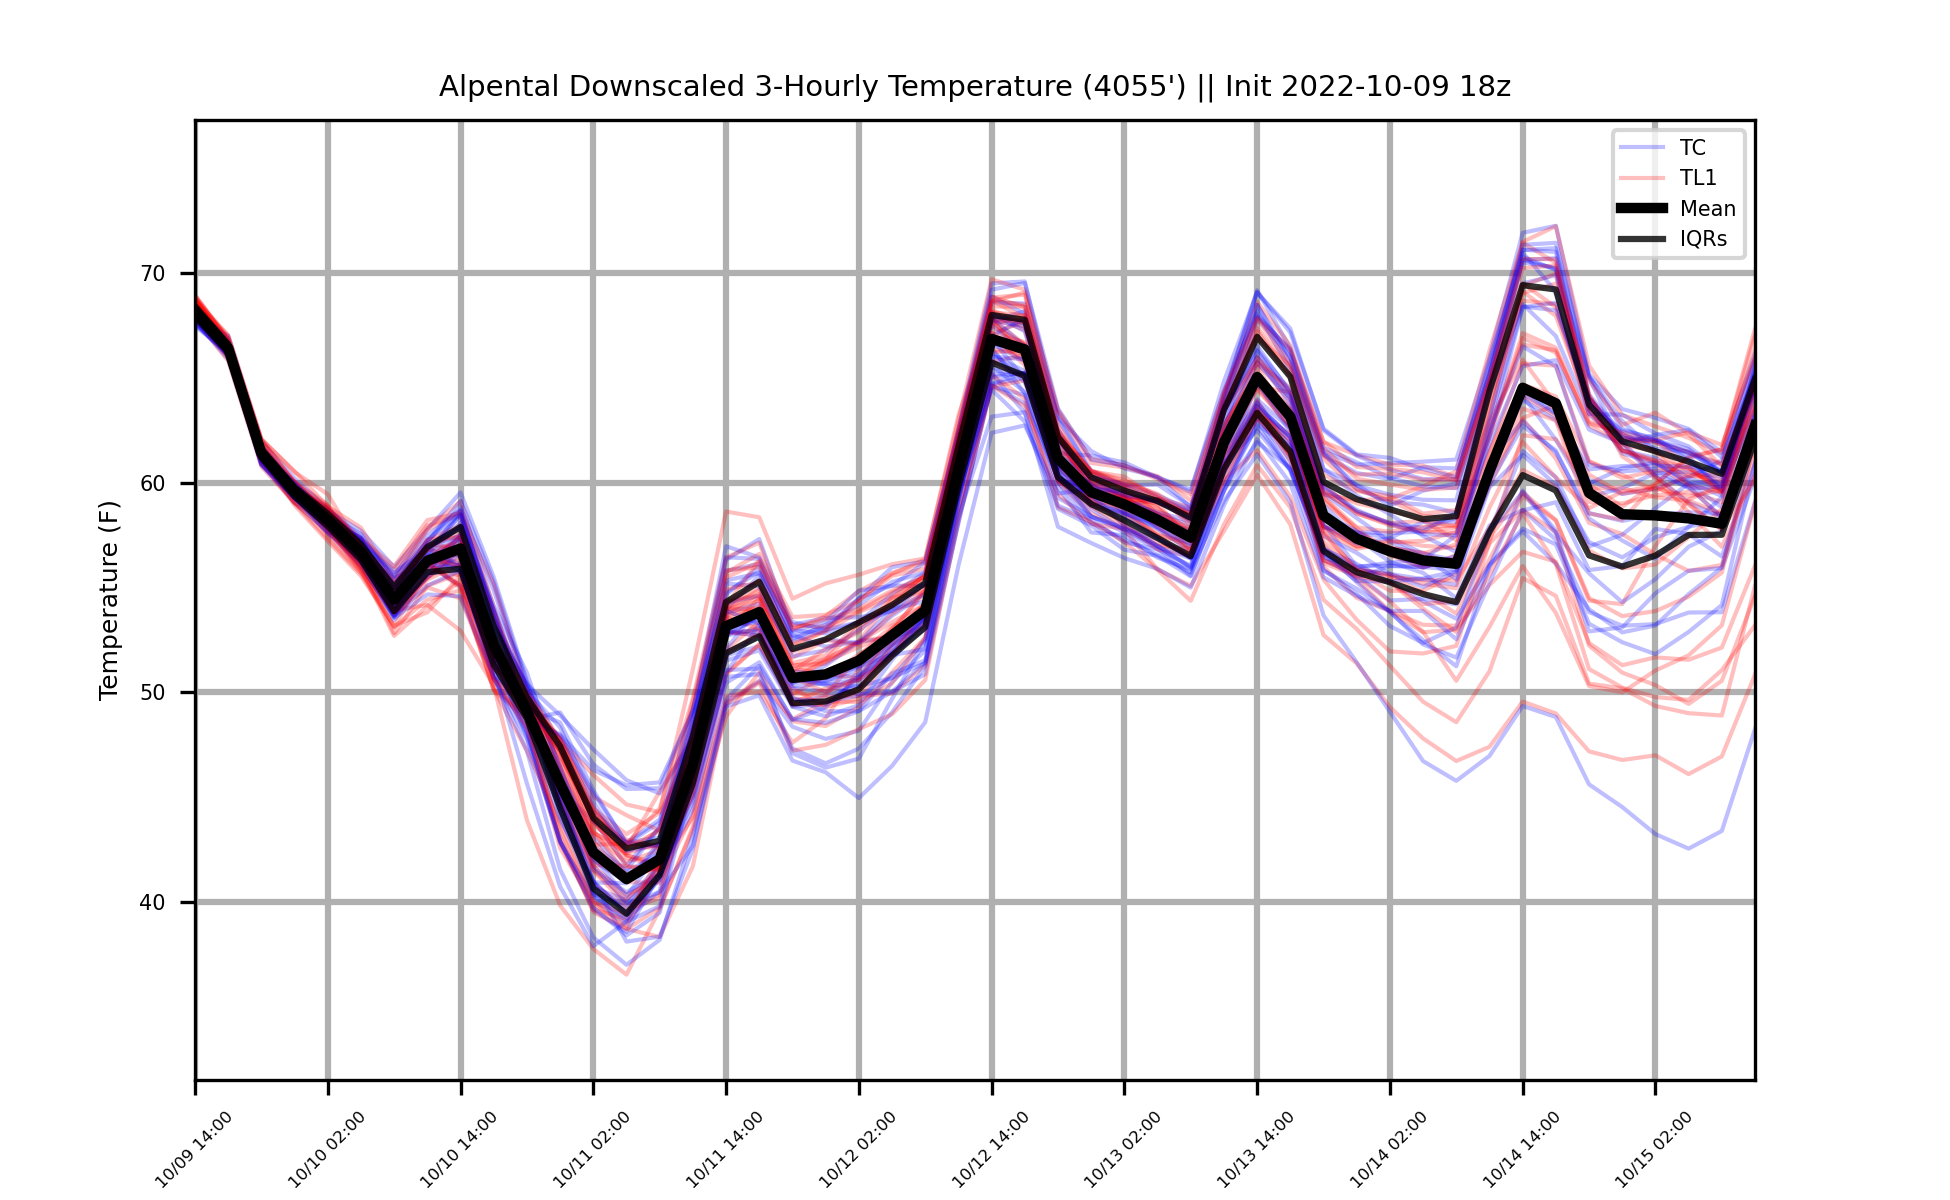 Alpental Downscaled 3-Hourly Temperature (4055') || Init 2022-10-09 18z
TC
TL1
Mean
IQRs
Temperature (F)
70
60
50
40
10/09 14:00
10/10 02:00
10/10 14:00
10/11 02:00
10/11 14:00
10/12 02:00
10/12 14:00
10/13 02:00
10/13 14:00
10/14 02:00
10/14 14:00
10/15 02:00